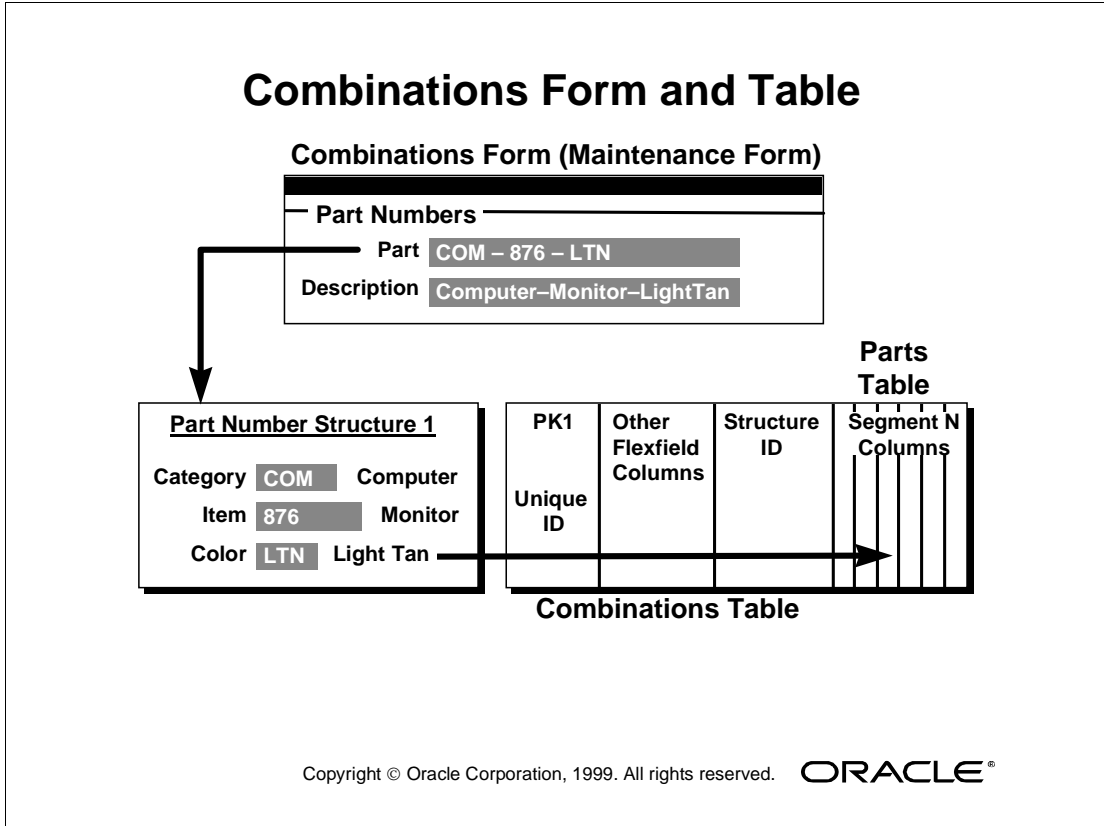 Combinations Form and Table
Combinations Form (Maintenance Form)
Part Numbers
Part COM – 876 – LTN
Description Computer–Monitor–LightTan
Parts
Table
Part Number Structure 1
Category COM Computer
Item 876 Monitor
Color LTN Light Tan
PK1
Unique
ID
Other
Flexfield
Columns
Structure
ID
Segment N
Columns
Combinations Table
Copyright © Oracle Corporation, 1999. All rights reserved. ORACLE®